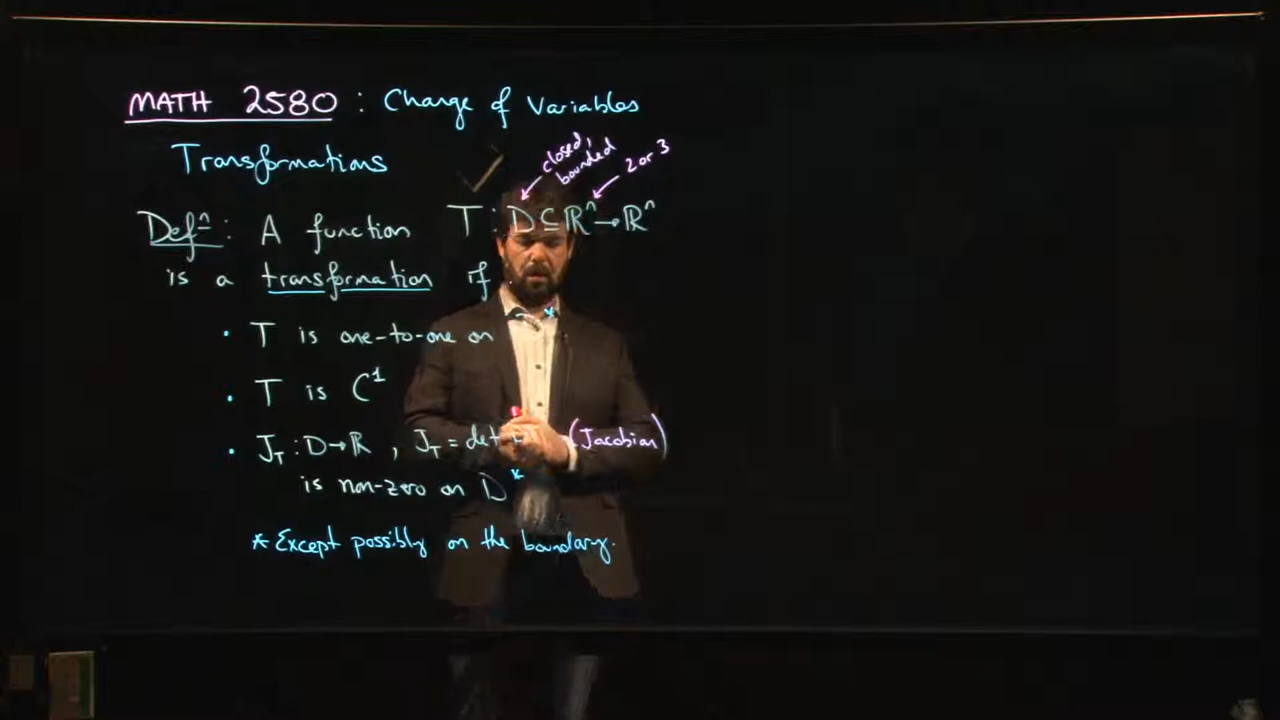 MATH 2580 : Change of Variables
Transformations
closed, bounded
2 or 3
Defⁿ : A function T : D ⊆ ℝⁿ → ℝⁿ
is a transformation if
• T is one-to-one on *
• T is C¹
• J_T : D → ℝ , J_T = det (Jacobian)
is non-zero on D*
* Except possibly on the boundary.